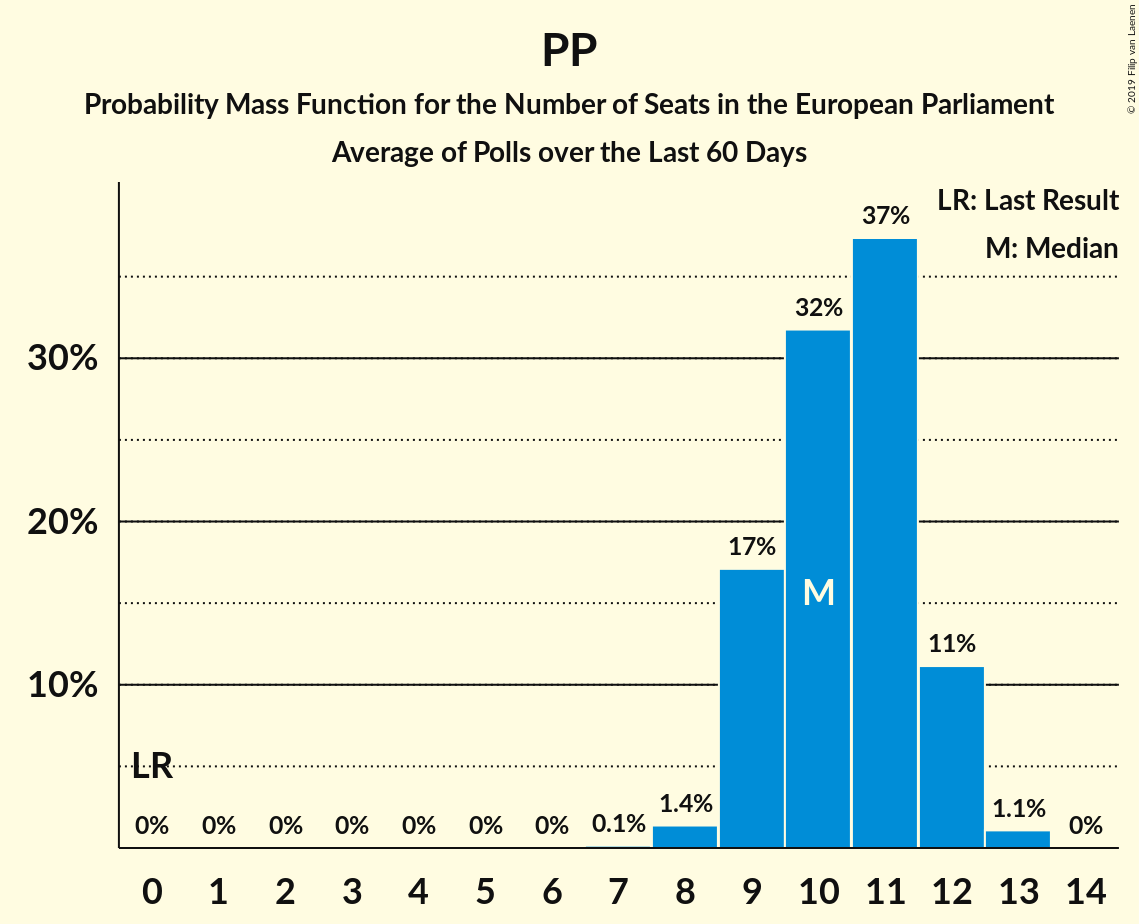 PP
Probability Mass Function for the Number of Seats in the European Parliament
Average of Polls over the Last 60 Days
© 2019 Filip van Laenen
LR: Last Result
M: Median
37%
32%
30%
20%
17%
M
11%
10%
LR
0% 0% 0% 0% 0% 0% 0% 0.1% 1.4% 1.1% 0%
0 1 2 3 4 5 6 7 8 9 10 11 12 13 14